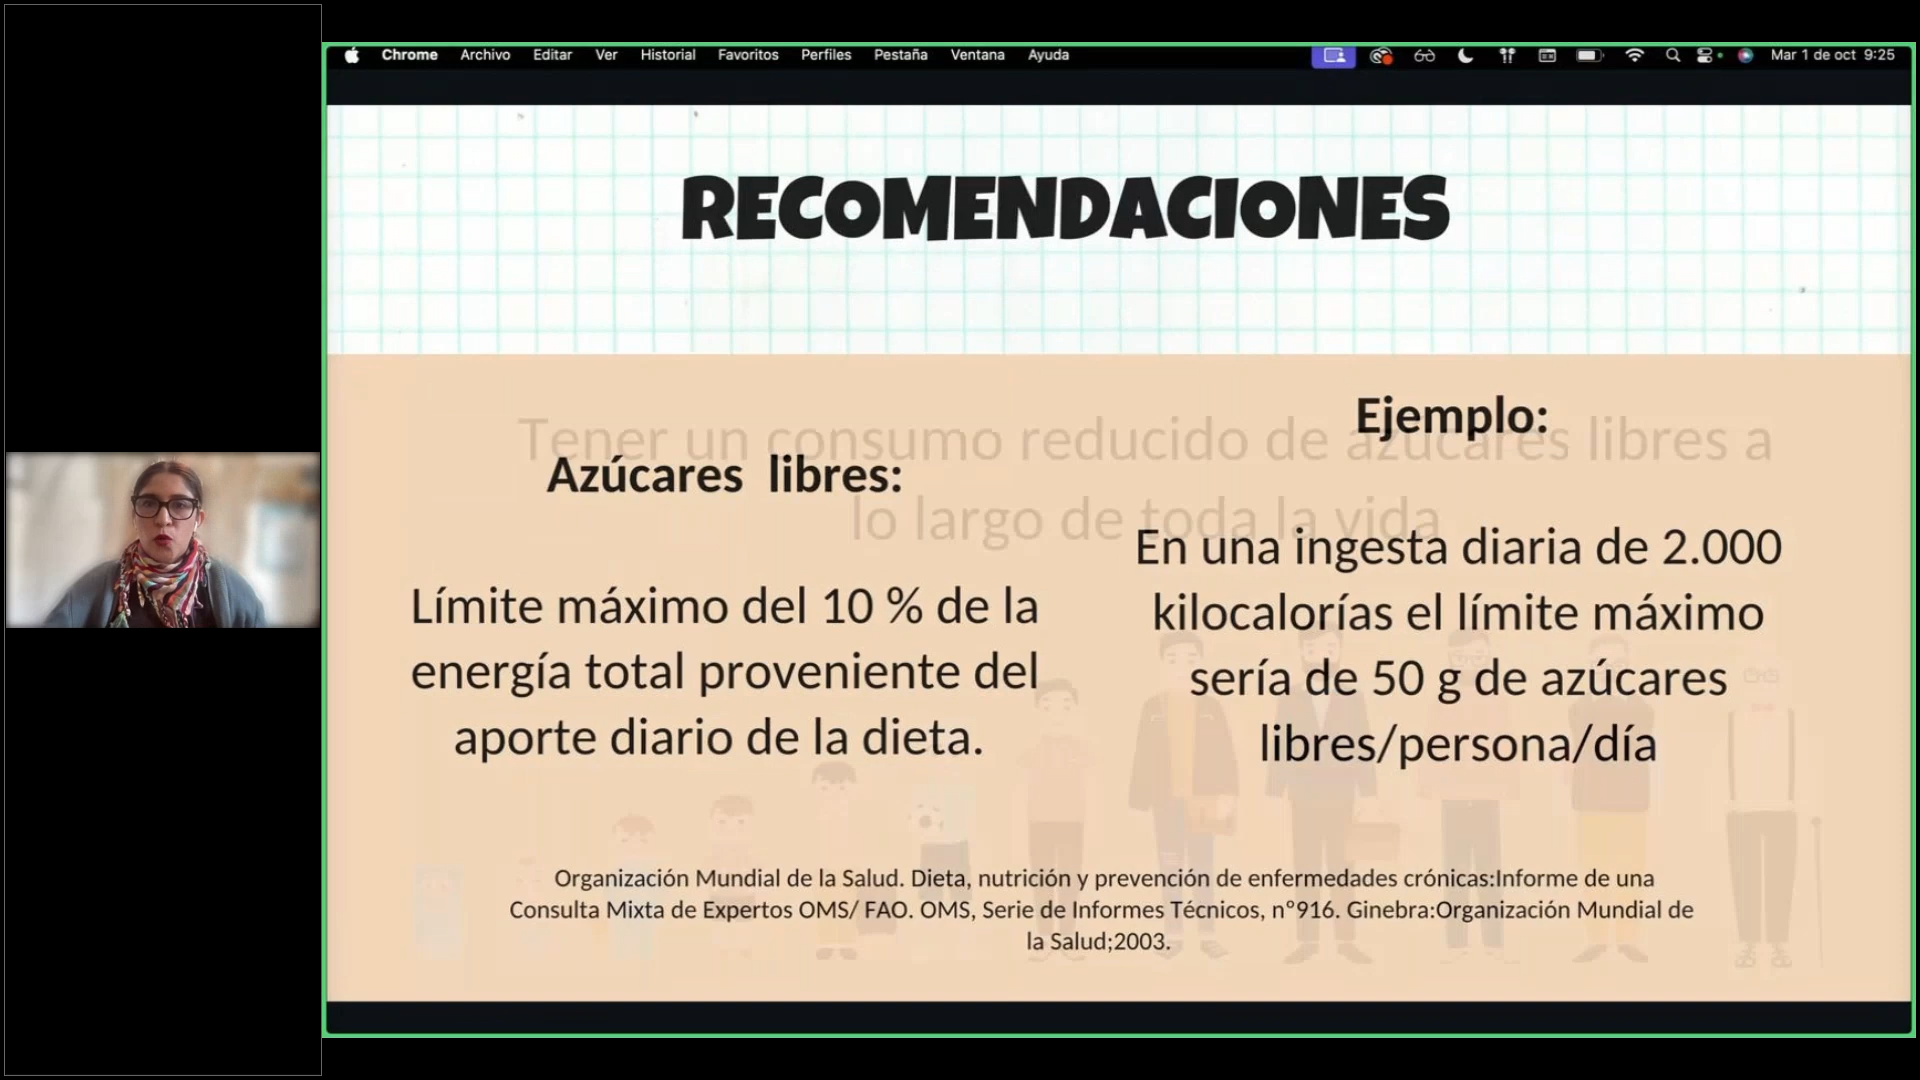 Chrome Archivo Editar Ver Historial Favoritos Perfiles Pestaña Ventana Ayuda Mar 1 de oct 9:25
RECOMENDACIONES
Tener un consumo reducido de azúcares libres a
lo largo de toda la vida
Azúcares libres:
Límite máximo del 10 % de la
energía total proveniente del
aporte diario de la dieta.
Ejemplo:
En una ingesta diaria de 2.000
kilocalorías el límite máximo
sería de 50 g de azúcares
libres/persona/día
Organización Mundial de la Salud. Dieta, nutrición y prevención de enfermedades crónicas:Informe de una
Consulta Mixta de Expertos OMS/ FAO. OMS, Serie de Informes Técnicos, n°916. Ginebra:Organización Mundial de
la Salud;2003.